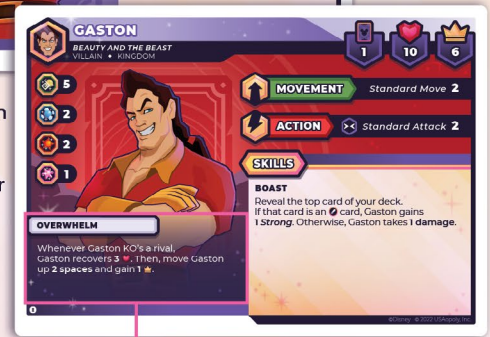 GASTON
BEAUTY AND THE BEAST
VILLAIN • KINGDOM
1
10
6
5
2
2
1
MOVEMENT
Standard Move 2
ACTION
Standard Attack 2
SKILLS
BOAST
Reveal the top card of your deck.
If that card is an card, Gaston gains
1 Strong. Otherwise, Gaston takes 1 damage.
OVERWHELM
Whenever Gaston KO's a rival,
Gaston recovers 3 . Then, move Gaston
up 2 spaces and gain 1 .
0
©Disney © 2022 USAopoly, Inc.